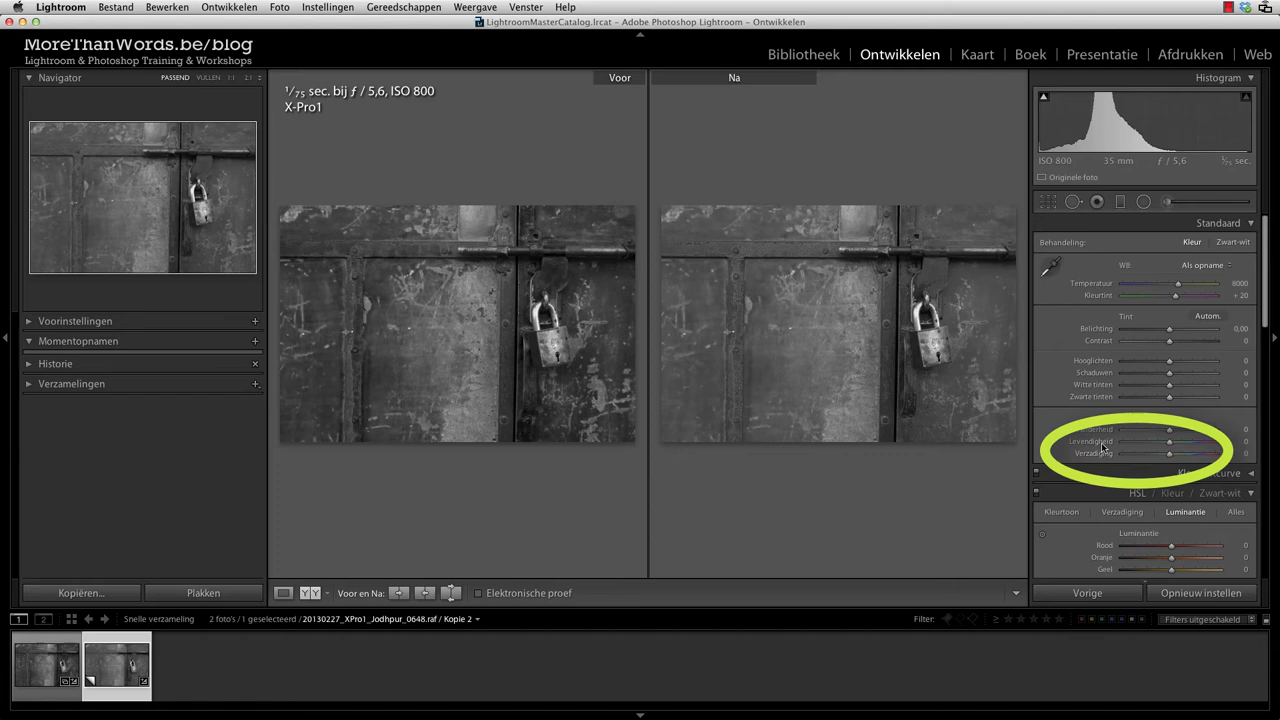 Lightroom Bestand Bewerken Ontwikkelen Foto Instellingen Gereedschappen Weergave Venster Help
LightroomMasterCatalog.lrcat - Adobe Photoshop Lightroom - Ontwikkelen
MoreThanWords.be/blog
Lightroom & Photoshop Training & Workshops
Bibliotheek | Ontwikkelen | Kaart | Boek | Presentatie | Afdrukken | Web
Navigator PASSEND VULLEN 1:1 2:1
Voorinstellingen
Momentopnamen
Historie
Verzamelingen
Kopiëren... Plakken
Voor Na
1/75 sec. bij ƒ / 5,6, ISO 800
X-Pro1
YY Voor en Na: Elektronische proef
Histogram
ISO 800 35 mm ƒ / 5,6 1/75 sec.
Originele foto
Standaard
Behandeling: Kleur Zwart-wit
WB: Als opname
Temperatuur 8000
Kleurtint + 20
Tint Autom.
Belichting 0,00
Contrast 0
Hooglichten 0
Schaduwen 0
Witte tinten 0
Zwarte tinten 0
0
Levendigheid 0
Verzadiging 0
HSL / Kleur / Zwart-wit
Kleurtoon Verzadiging Luminantie Alles
Luminantie
Rood 0
Oranje 0
Geel 0
Vorige Opnieuw instellen
1 2 Snelle verzameling 2 foto's / 1 geselecteerd / 20130227_XPro1_Jodhpur_0648.raf / Kopie 2 Filter: ≥ Filters uitgeschakeld